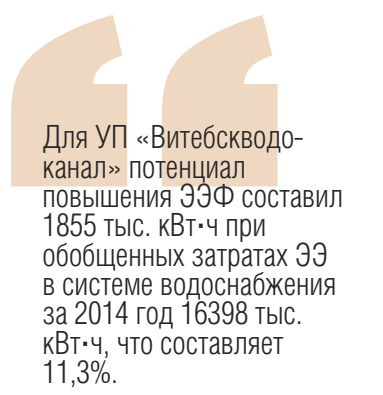 Для УП «Витебскводо-
канал» потенциал
повышения ЭЭФ составил
1855 тыс. кВт·ч при
обобщенных затратах ЭЭ
в системе водоснабжения
за 2014 год 16398 тыс.
кВт·ч, что составляет
11,3%.